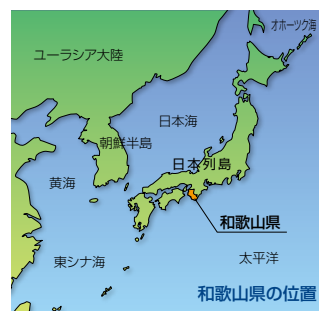 オホーツク海
ユーラシア大陸
日本海
朝鮮半島
日本列島
黄海
和歌山県
東シナ海
太平洋
和歌山県の位置